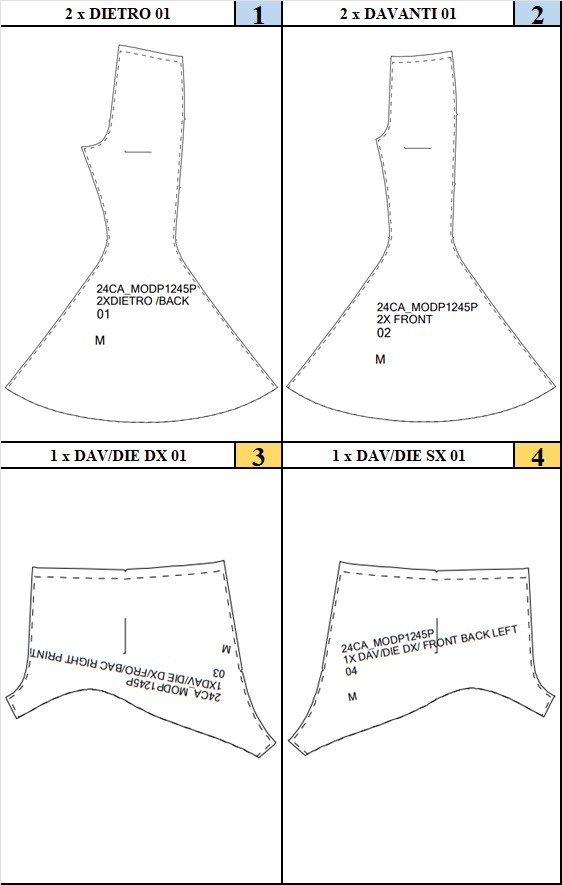 2 x DIETRO 01
1
2 x DAVANTI 01
2
24CA_MODP1245P
2XDIETRO /BACK
01
M
24CA_MODP1245P
2X FRONT
02
M
1 x DAV/DIE DX 01
3
1 x DAV/DIE SX 01
4
24CA_MODP1245P
1XDAV/DIE DX/FRO/BAC RIGHT PRINT
03
M
24CA_MODP1245P
1X DAV/DIE DX/ FRONT BACK LEFT
04
M